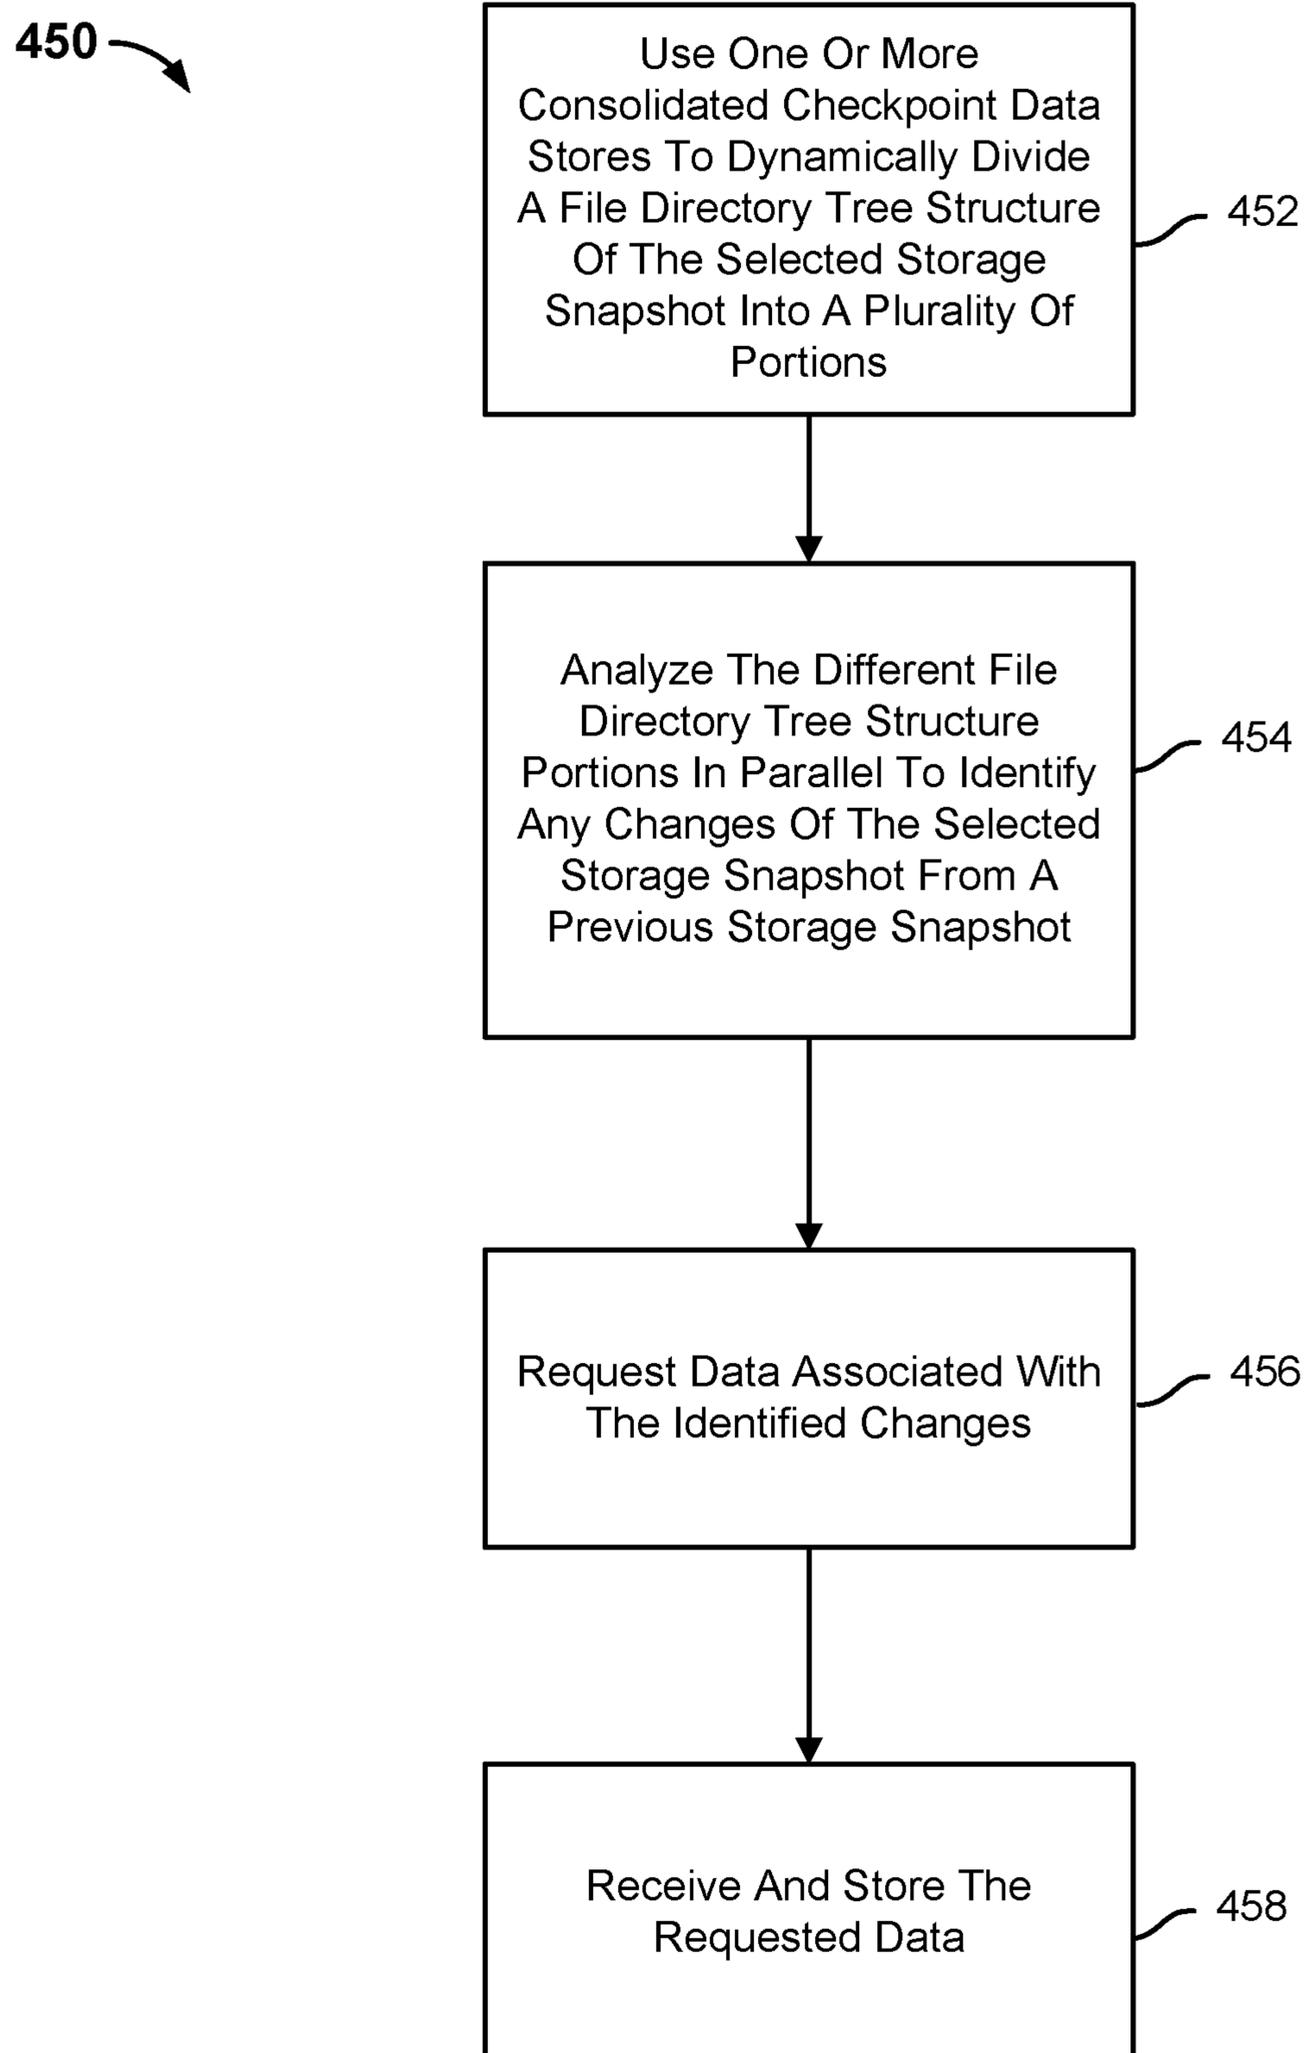 450
Use One Or More
Consolidated Checkpoint Data
Stores To Dynamically Divide
A File Directory Tree Structure
Of The Selected Storage
Snapshot Into A Plurality Of
Portions
452
Analyze The Different File
Directory Tree Structure
Portions In Parallel To Identify
Any Changes Of The Selected
Storage Snapshot From A
Previous Storage Snapshot
454
Request Data Associated With
The Identified Changes
456
Receive And Store The
Requested Data
458